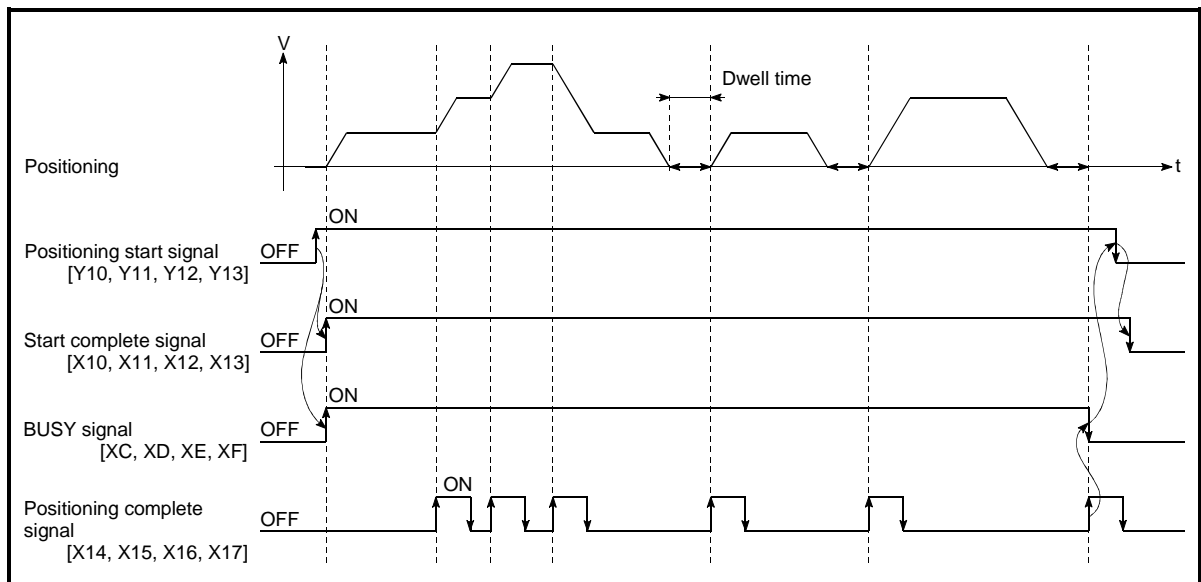 V
Dwell time
Positioning
t
ON
Positioning start signal
OFF
[Y10, Y11, Y12, Y13]
ON
Start complete signal
OFF
[X10, X11, X12, X13]
ON
BUSY signal
OFF
[XC, XD, XE, XF]
ON
Positioning complete
signal
OFF
[X14, X15, X16, X17]